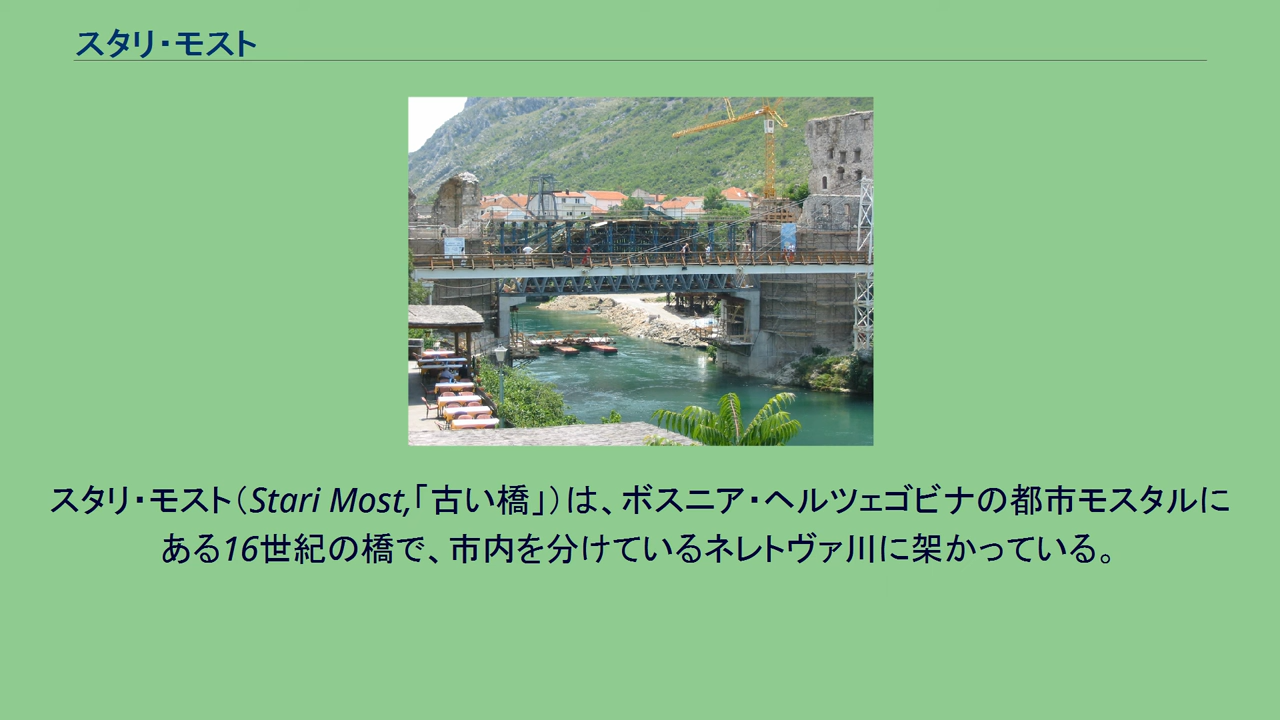 スタリ・モスト
スタリ・モスト（Stari Most,「古い橋」）は、ボスニア・ヘルツェゴビナの都市モスタルに
ある16世紀の橋で、市内を分けているネレトヴァ川に架かっている。